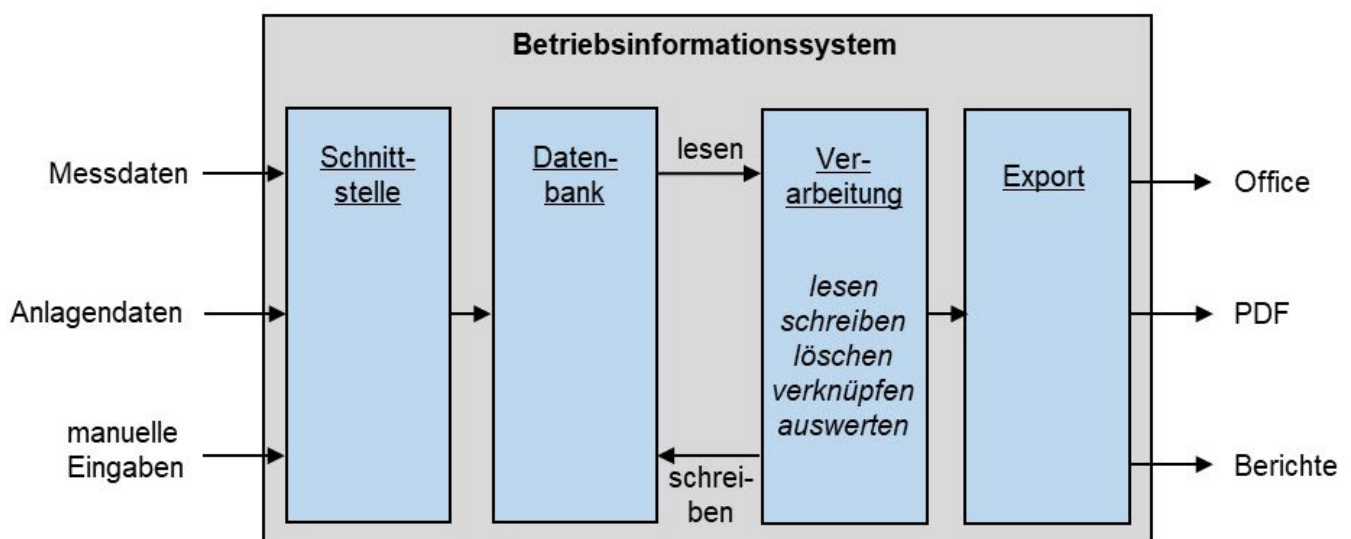 Betriebsinformationssystem
Messdaten
Anlagendaten
manuelle
Eingaben
Schnitt-
stelle
Daten-
bank
lesen
schrei-
ben
Ver-
arbeitung
lesen
schreiben
löschen
verknüpfen
auswerten
Export
Office
PDF
Berichte